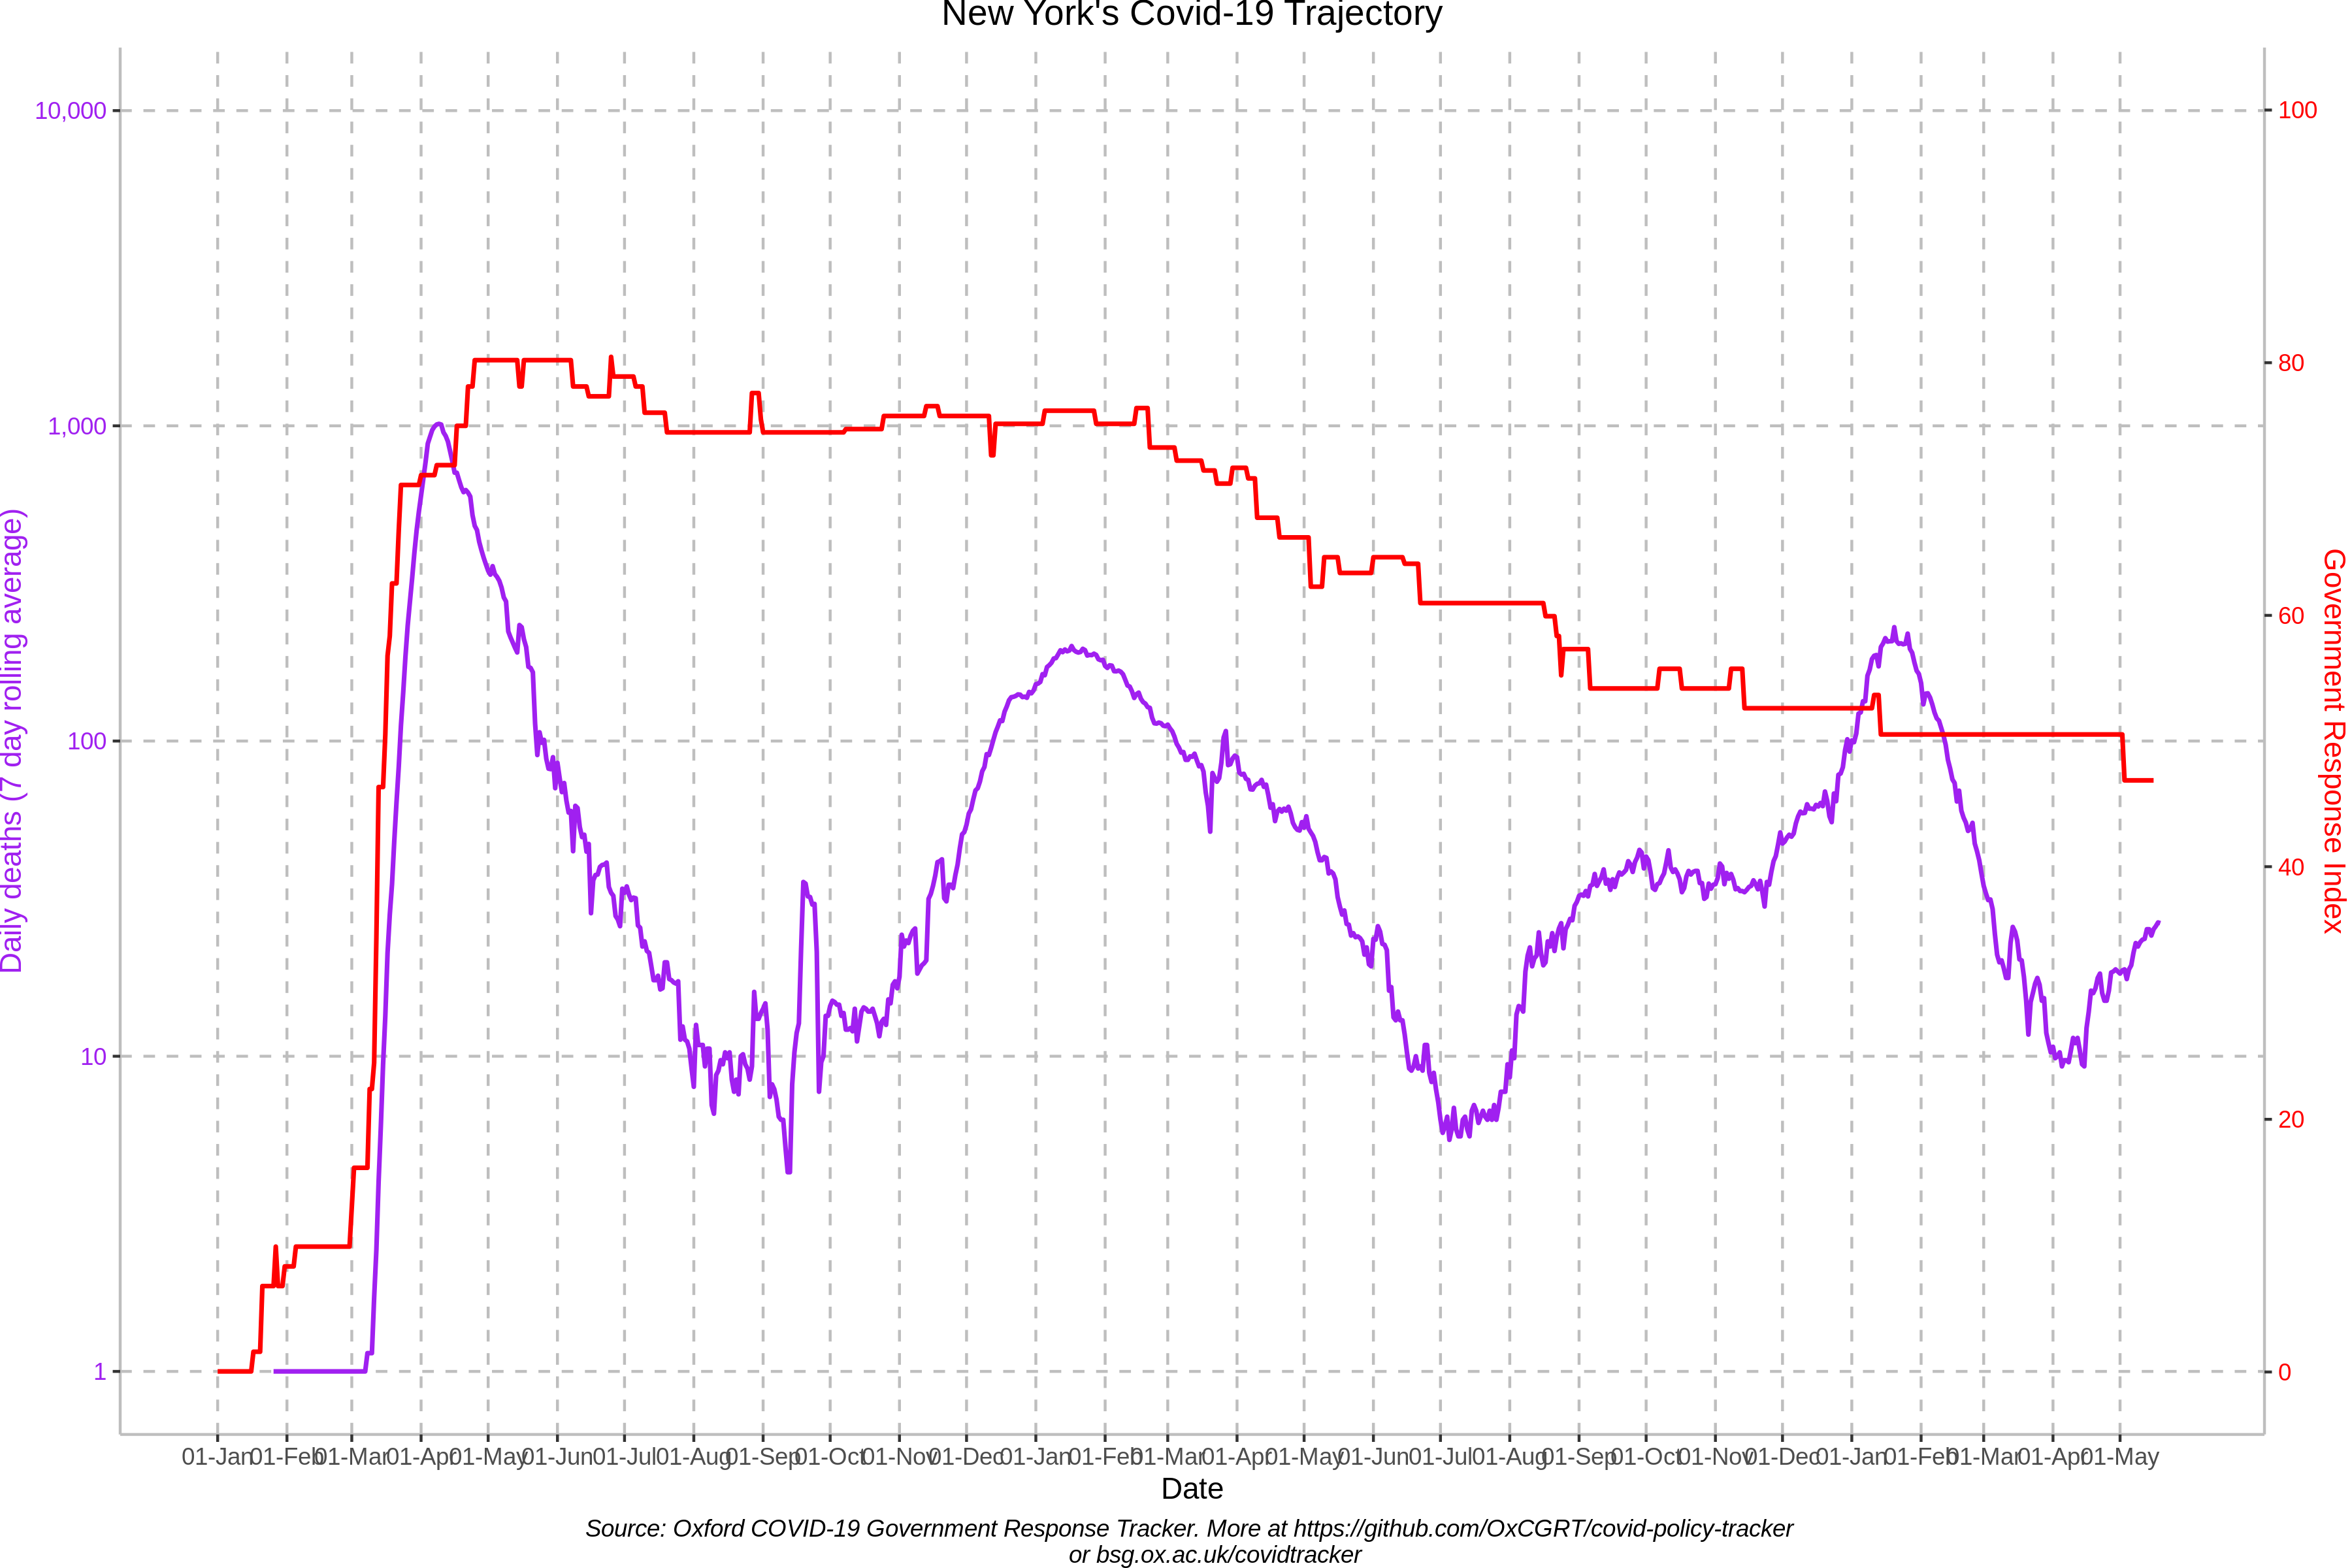 New York's Covid-19 Trajectory
10,000
1,000
100
10
1
Daily deaths (7 day rolling average)
100
80
60
40
20
0
Government Response Index
01-Jan 01-Feb 01-Mar 01-Apr 01-May 01-Jun 01-Jul 01-Aug 01-Sep 01-Oct 01-Nov 01-Dec 01-Jan 01-Feb 01-Mar 01-Apr 01-May 01-Jun 01-Jul 01-Aug 01-Sep 01-Oct 01-Nov 01-Dec 01-Jan 01-Feb 01-Mar 01-Apr 01-May
Date
Source: Oxford COVID-19 Government Response Tracker. More at https://github.com/OxCGRT/covid-policy-tracker
or bsg.ox.ac.uk/covidtracker